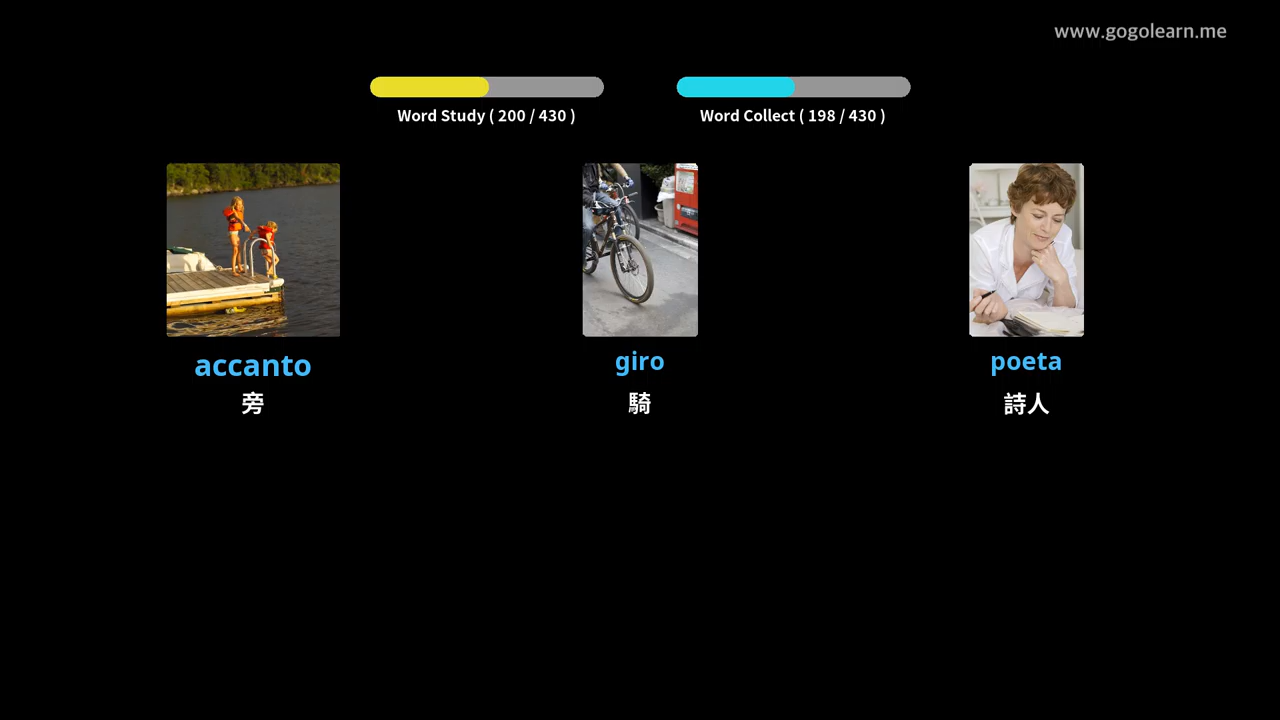 www.gogolearn.me
Word Study ( 200 / 430 )
Word Collect ( 198 / 430 )
accanto
giro
poeta
旁
騎
詩人